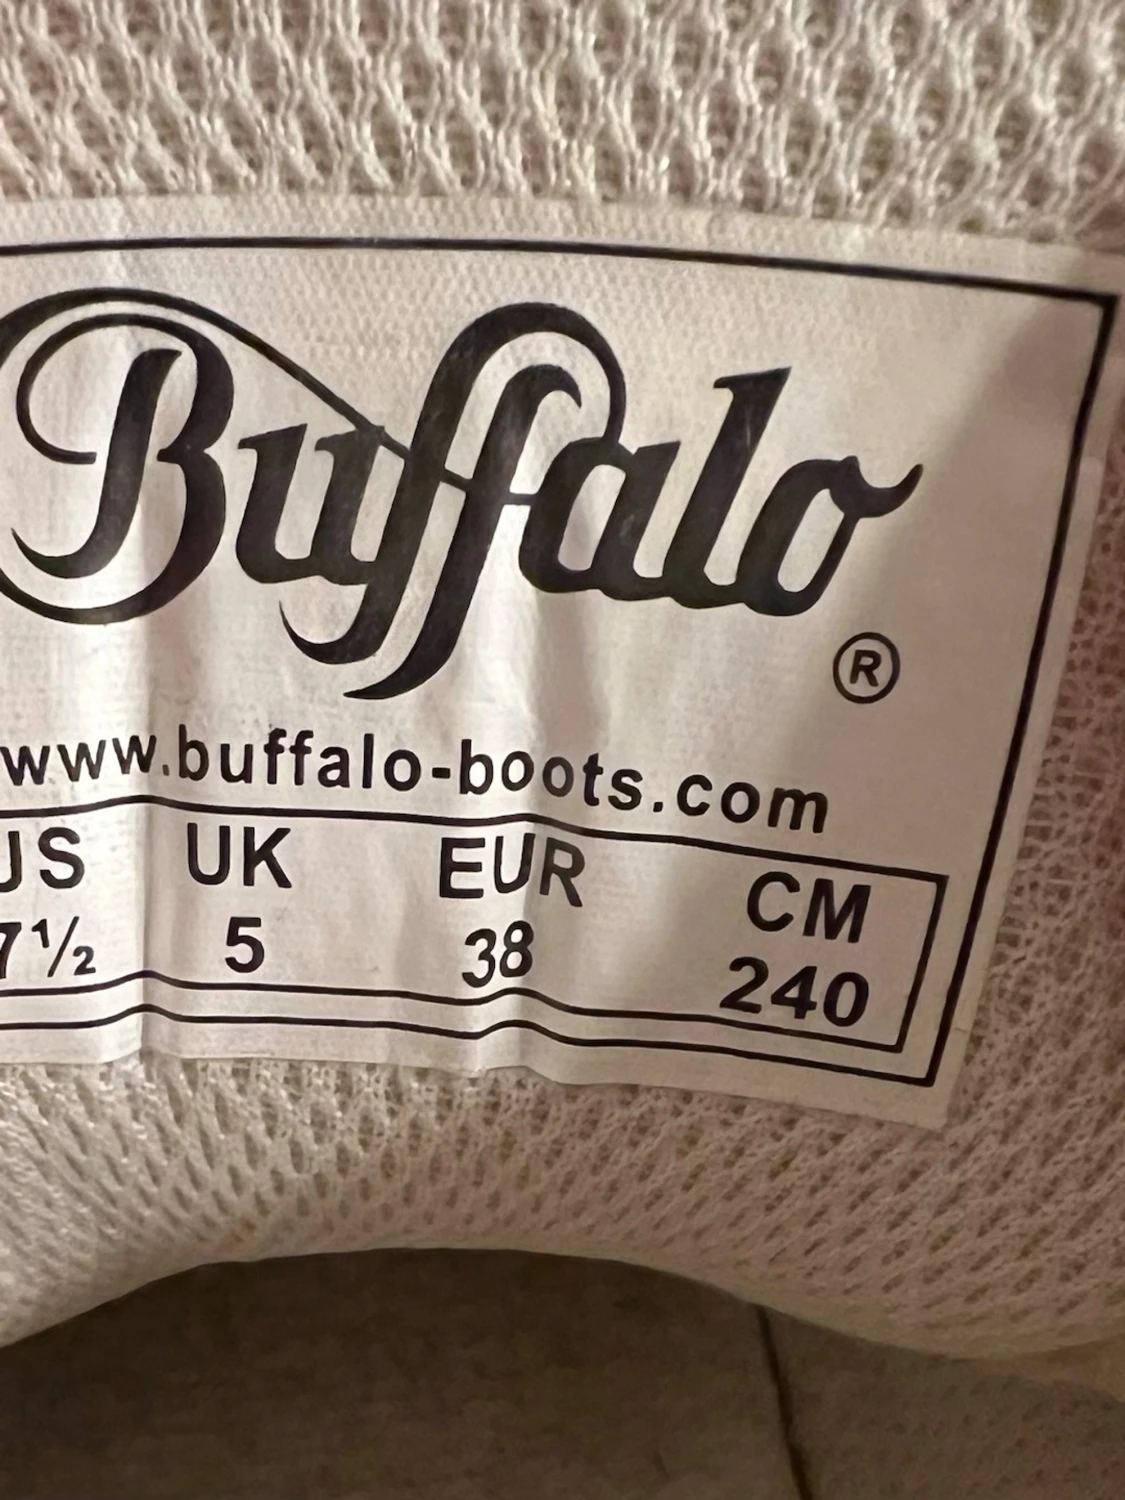 Buffalo
®
www.buffalo-boots.com
US UK EUR CM
7½ 5 38 240